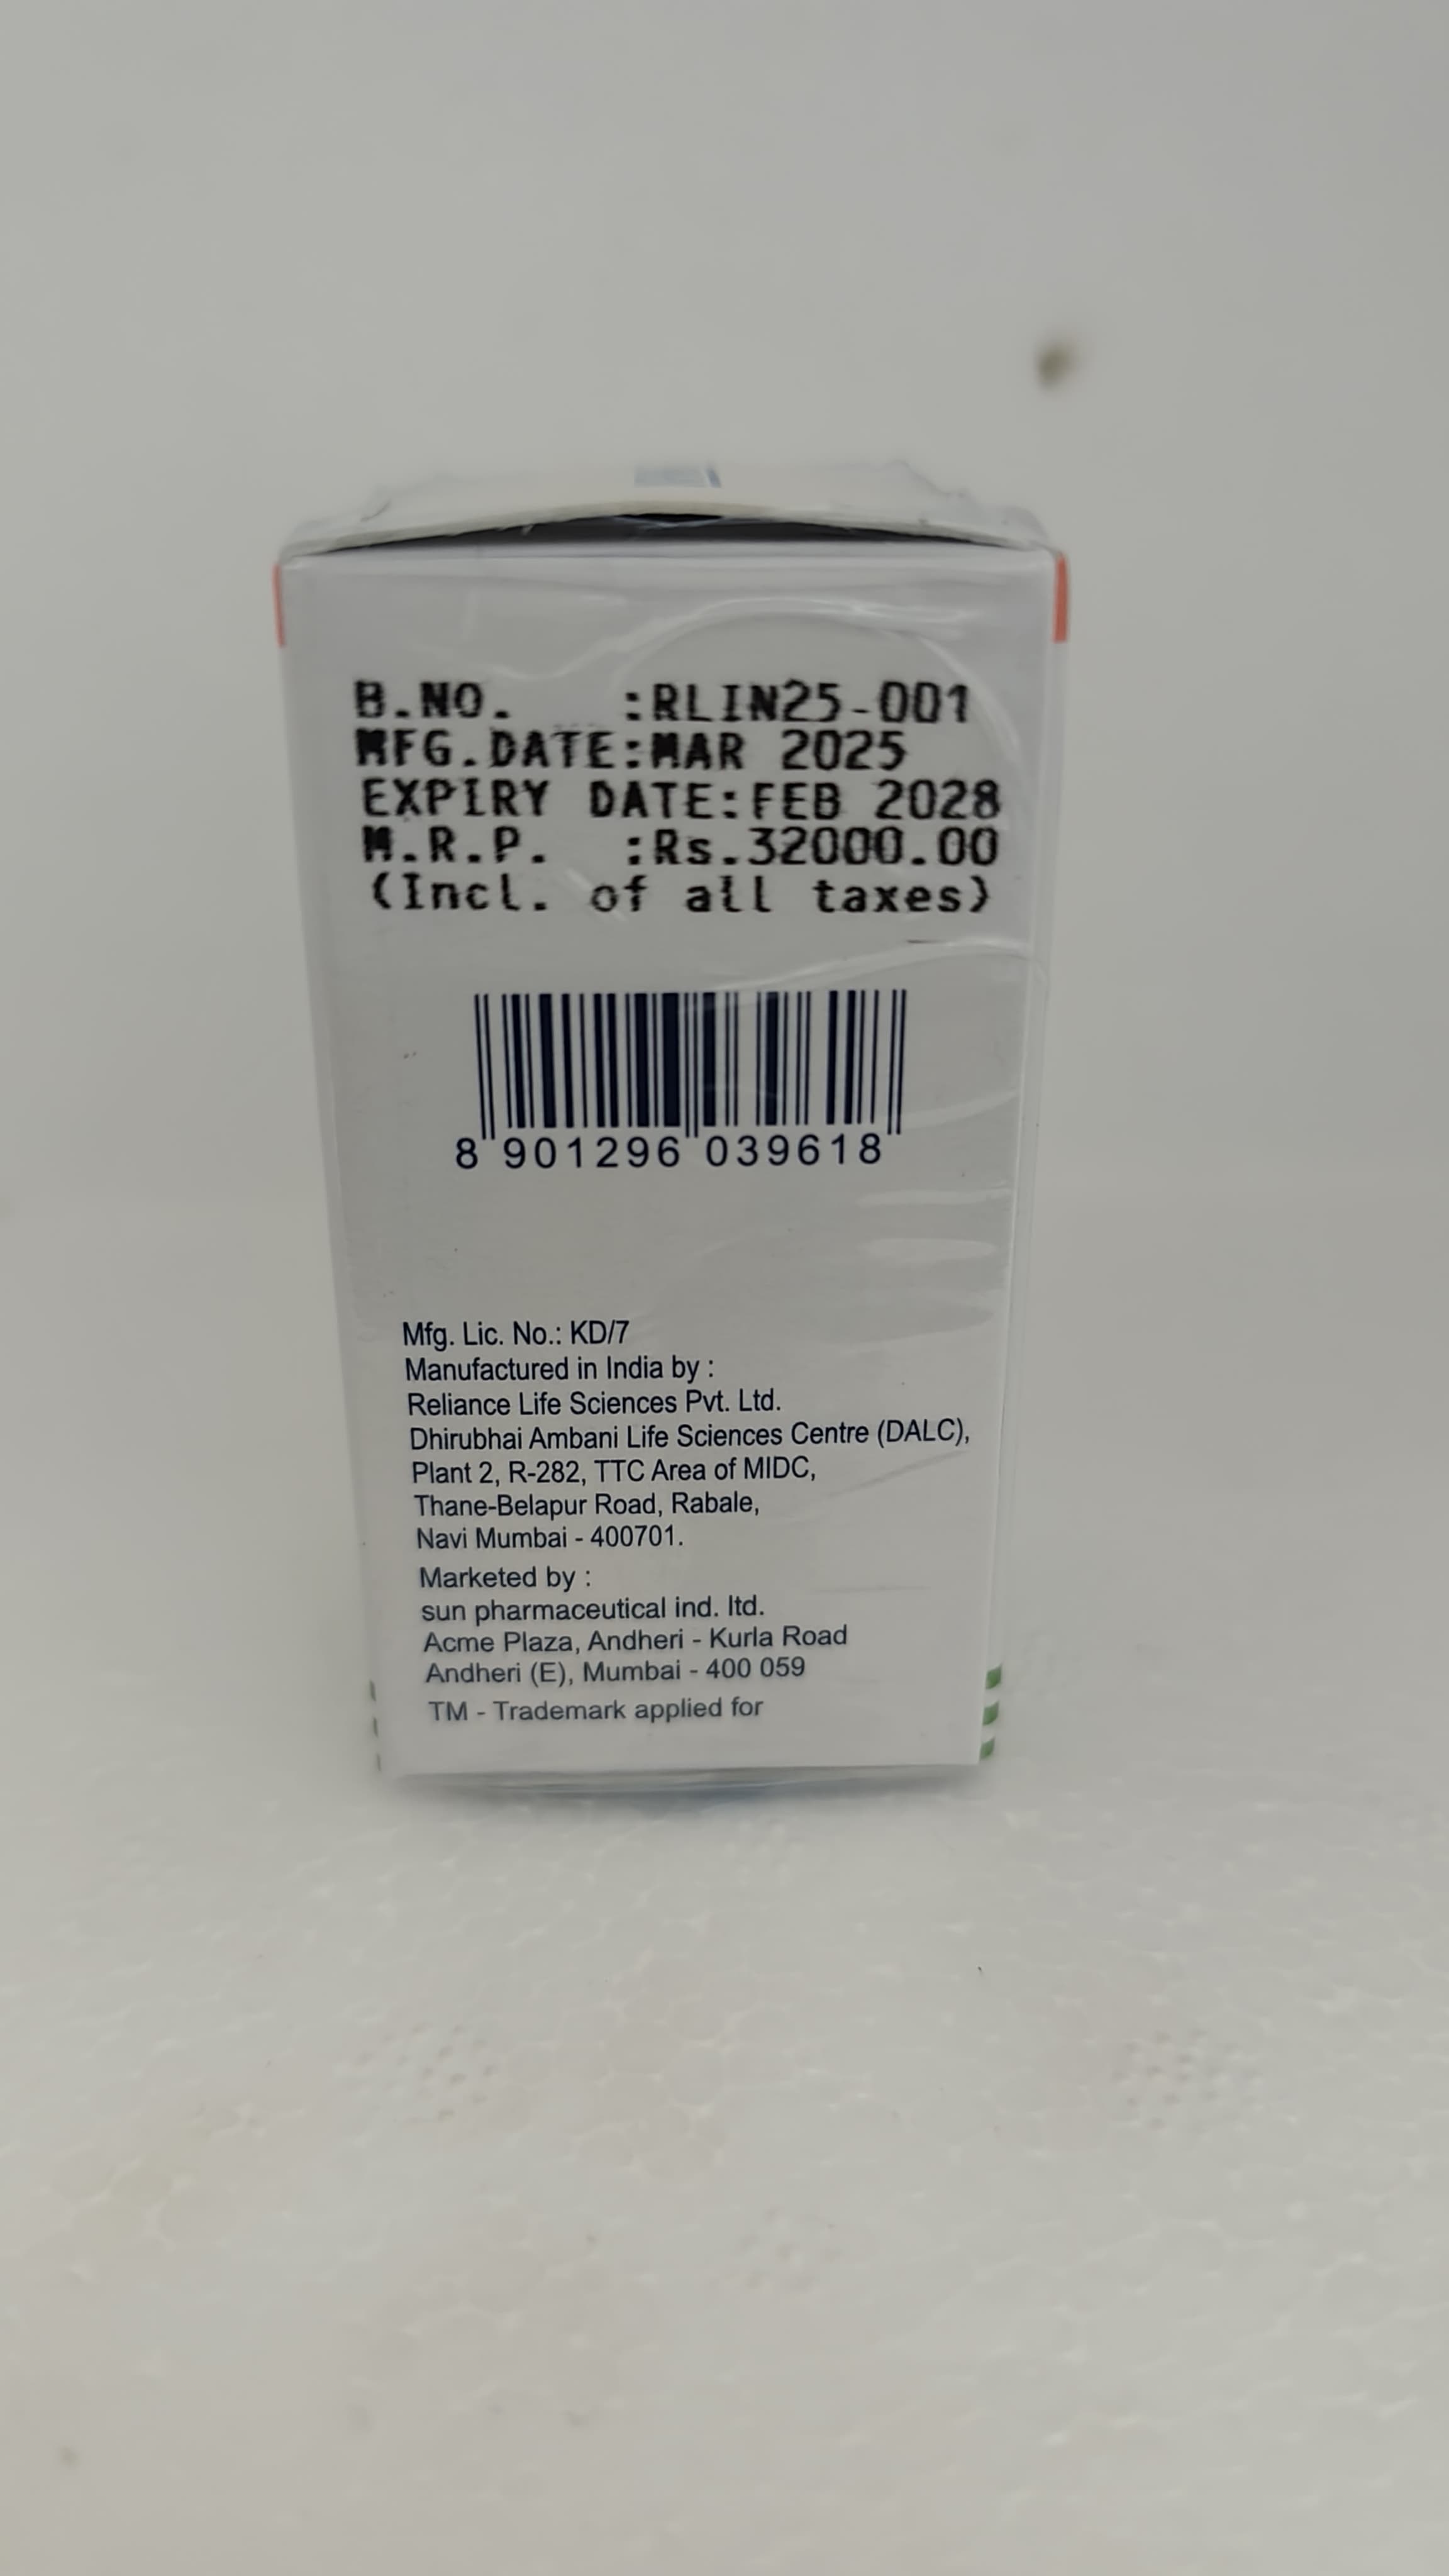 B.NO. :RLIN25-001
MFG.DATE:MAR 2025
EXPIRY DATE:FEB 2028
M.R.P. :Rs.32000.00
(Incl. of all taxes)
8 901296 039618
Mfg. Lic. No.: KD/7
Manufactured in India by :
Reliance Life Sciences Pvt. Ltd.
Dhirubhai Ambani Life Sciences Centre (DALC),
Plant 2, R-282, TTC Area of MIDC,
Thane-Belapur Road, Rabale,
Navi Mumbai - 400701.
Marketed by :
sun pharmaceutical ind. ltd.
Acme Plaza, Andheri - Kurla Road
Andheri (E), Mumbai - 400 059
TM - Trademark applied for